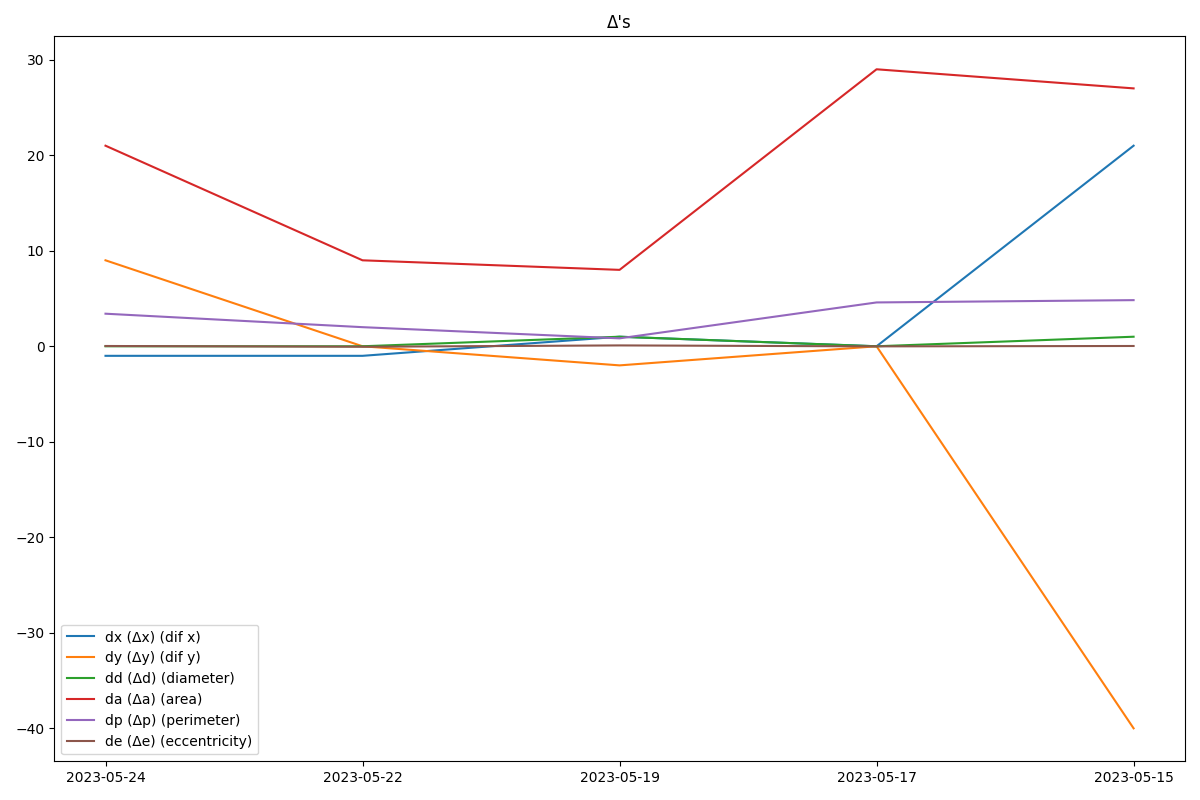 Δ's
30
20
10
0
−10
−20
−30
−40
dx (Δx) (dif x)
dy (Δy) (dif y)
dd (Δd) (diameter)
da (Δa) (area)
dp (Δp) (perimeter)
de (Δe) (eccentricity)
2023-05-24 2023-05-22 2023-05-19 2023-05-17 2023-05-15